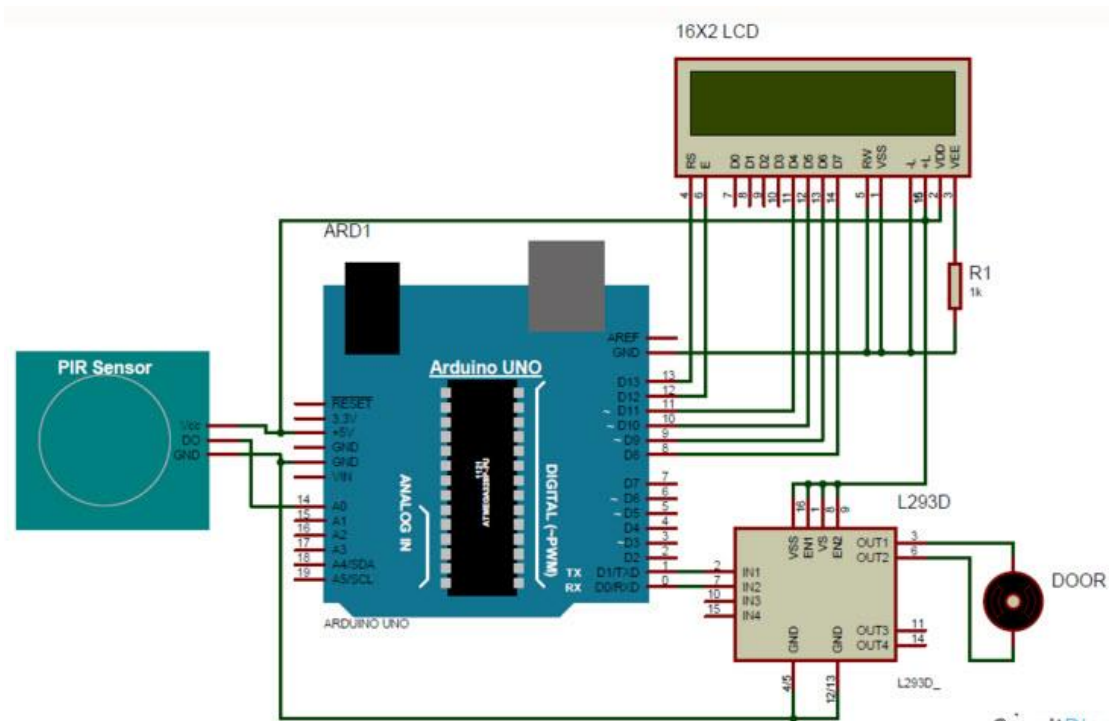 16X2 LCD
RS E D0 D1 D2 D3 D4 D5 D6 D7 RW VSS -L +L VDD VEE
4 6 7 8 9 10 11 12 13 14 5 1 15 2 3
ARD1
R1
1k
PIR Sensor
Vcc
DO
GND
Arduino UNO
RESET
3.3V
+5V
GND
GND
VIN
14 A0
15 A1
16 A2
17 A3
18 A4/SDA
19 A5/SCL
ANALOG IN
1121
ATMEGA328P-PU
DIGITAL (~PWM)
AREF
GND
D13 13
D12 12
~ D11 11
~ D10 10
~ D9 9
D8 8
D7 7
~ D6 6
~ D5 5
D4 4
~ D3 3
D2 2
TX D1/TXD 1
RX D0/RXD 0
ARDUINO UNO
L293D
16 1 8 9
VSS EN1 VS EN2
2 IN1
7 IN2
10 IN3
15 IN4
OUT1 3
OUT2 6
OUT3 11
OUT4 14
GND GND
4/5 12/13
L293D_
DOOR